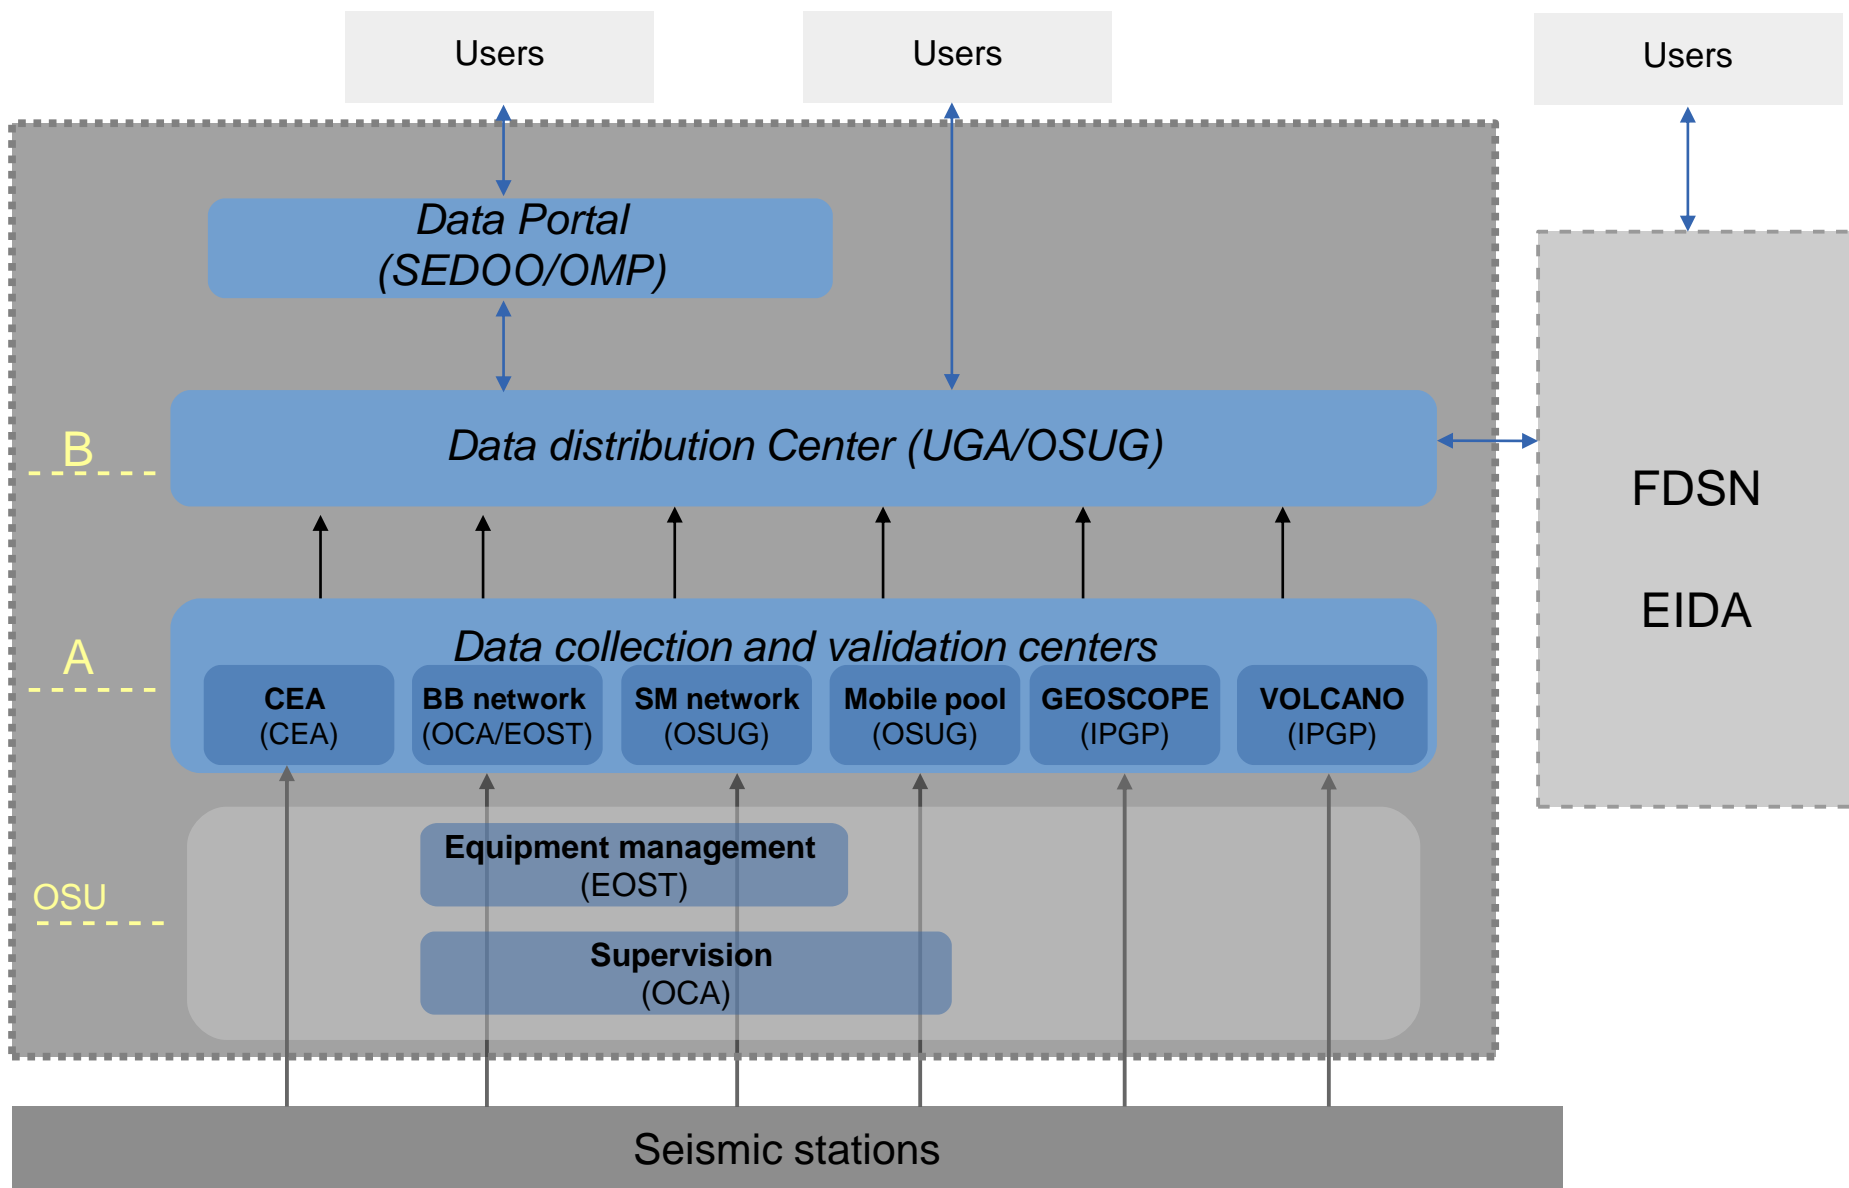 Users
Users
Users
Data Portal
(SEDOO/OMP)
B
Data distribution Center (UGA/OSUG)
FDSN
EIDA
A
Data collection and validation centers
CEA
(CEA)
BB network
(OCA/EOST)
SM network
(OSUG)
Mobile pool
(OSUG)
GEOSCOPE
(IPGP)
VOLCANO
(IPGP)
OSU
Equipment management
(EOST)
Supervision
(OCA)
Seismic stations